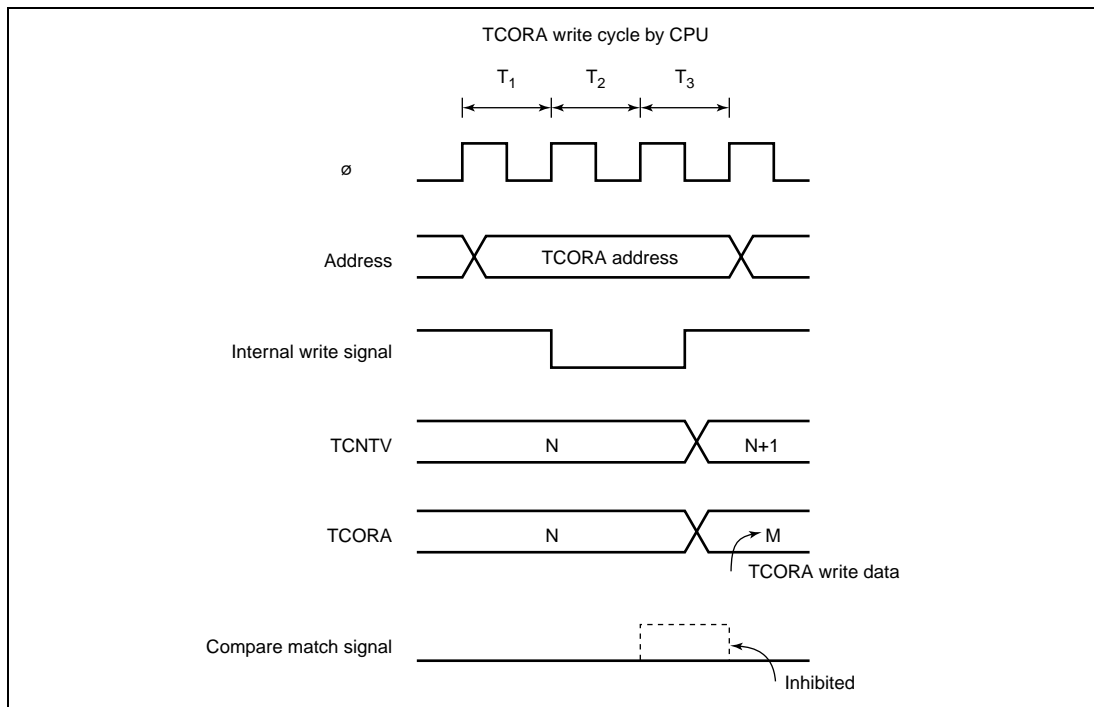 TCORA write cycle by CPU
T1 T2 T3
ø
Address
TCORA address
Internal write signal
TCNTV
N
N+1
TCORA
N
M
TCORA write data
Compare match signal
Inhibited